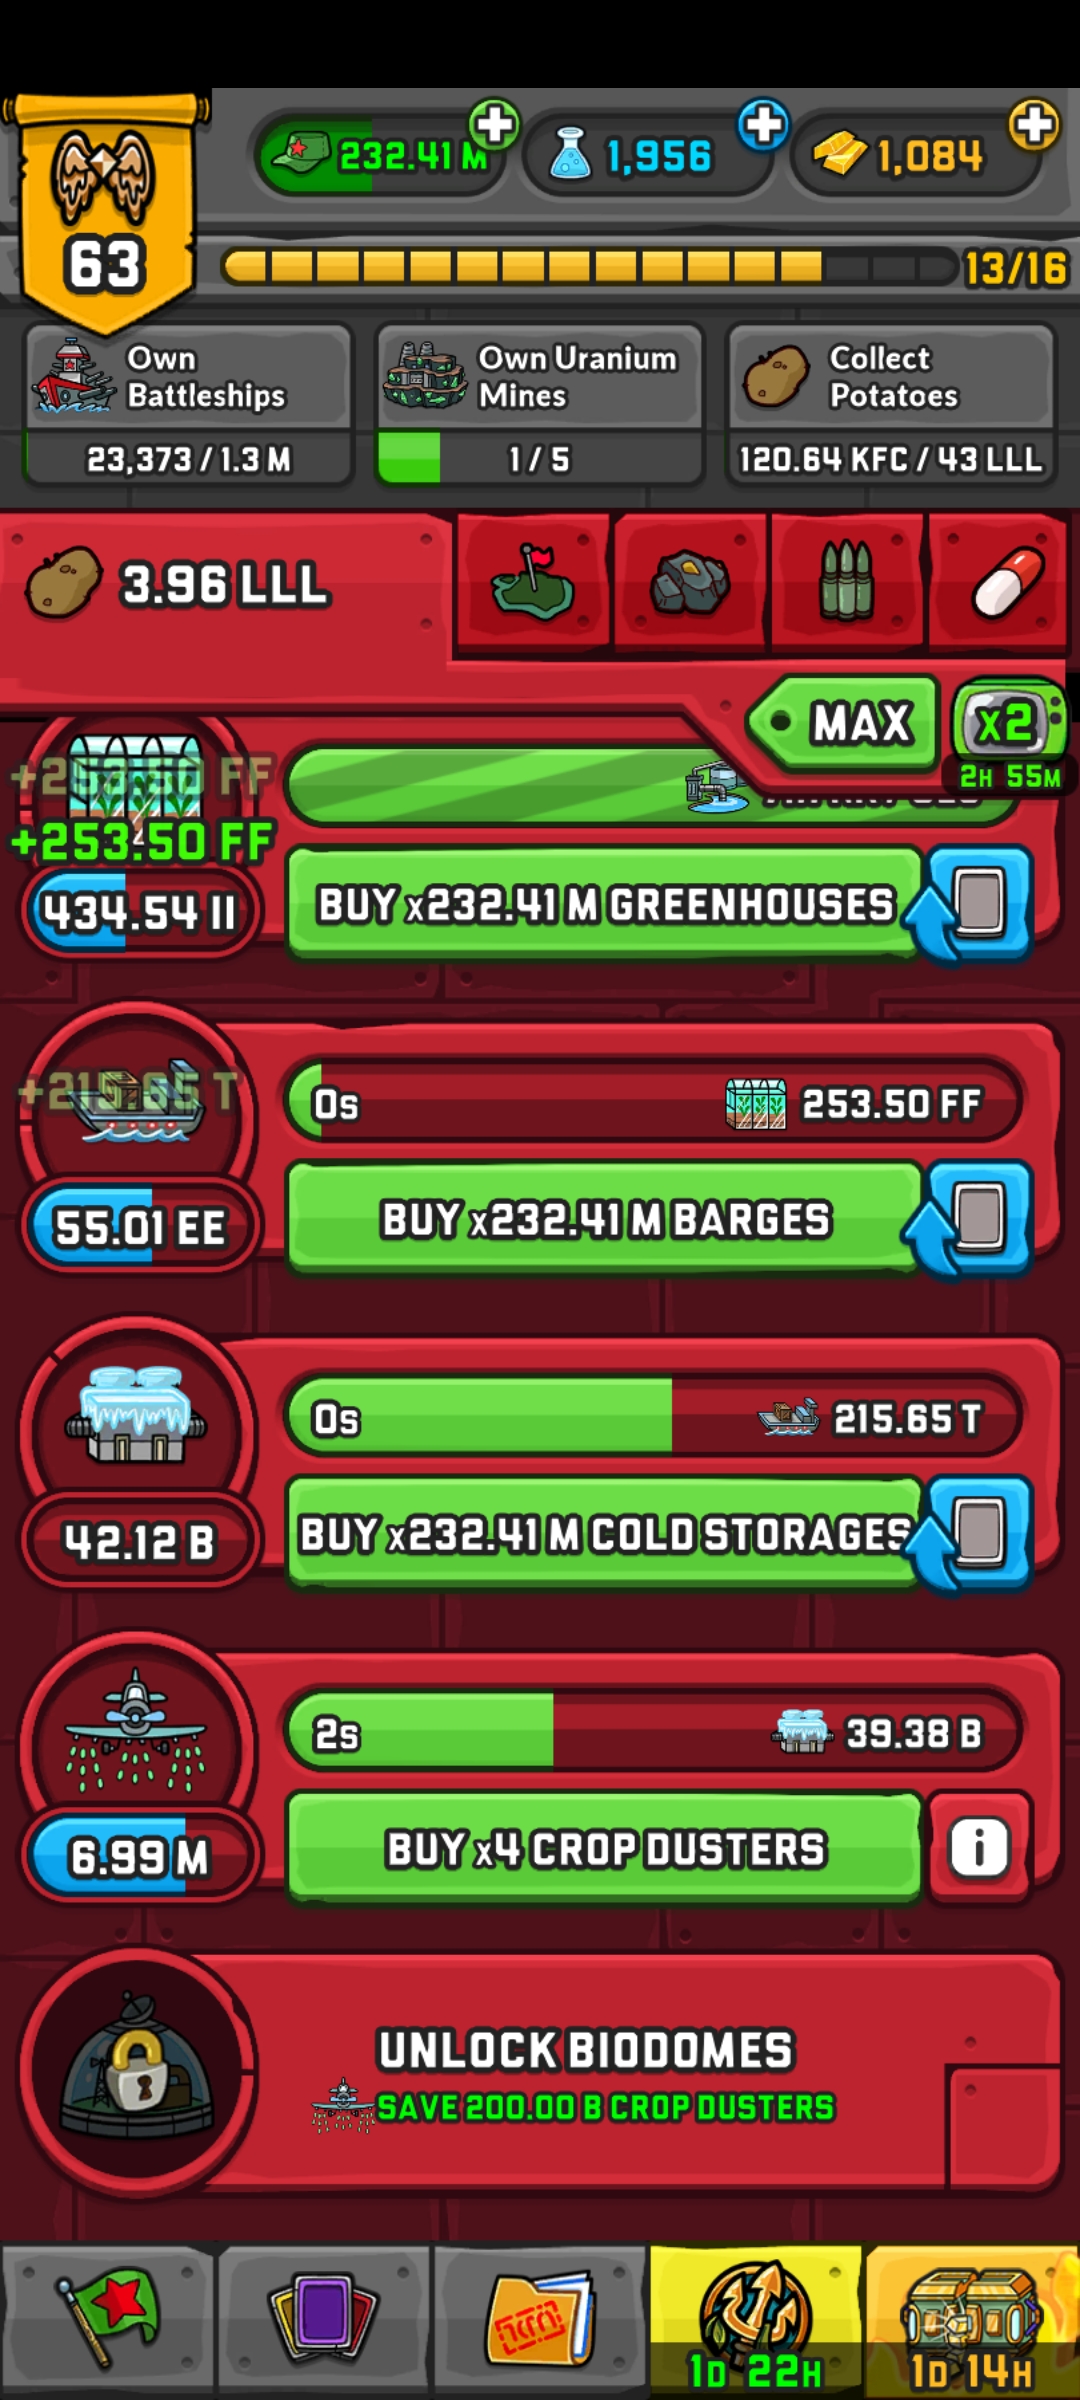 232.41 M
1,956
1,084
63
13/16
Own
Battleships
23,373 / 1.3 M
Own Uranium
Mines
1 / 5
Collect
Potatoes
120.64 KFC / 43 LLL
3.96 LLL
MAX
X2
2H 55M
+253.50 FF
+253.50 FF
434.54 II
BUY x232.41 M GREENHOUSES
+215.65 T
0s
253.50 FF
55.01 EE
BUY x232.41 M BARGES
0s
215.65 T
42.12 B
BUY x232.41 M COLD STORAGES
2s
39.38 B
6.99 M
BUY x4 CROP DUSTERS
i
UNLOCK BIODOMES
SAVE 200.00 B CROP DUSTERS
1D 22H
1D 14H